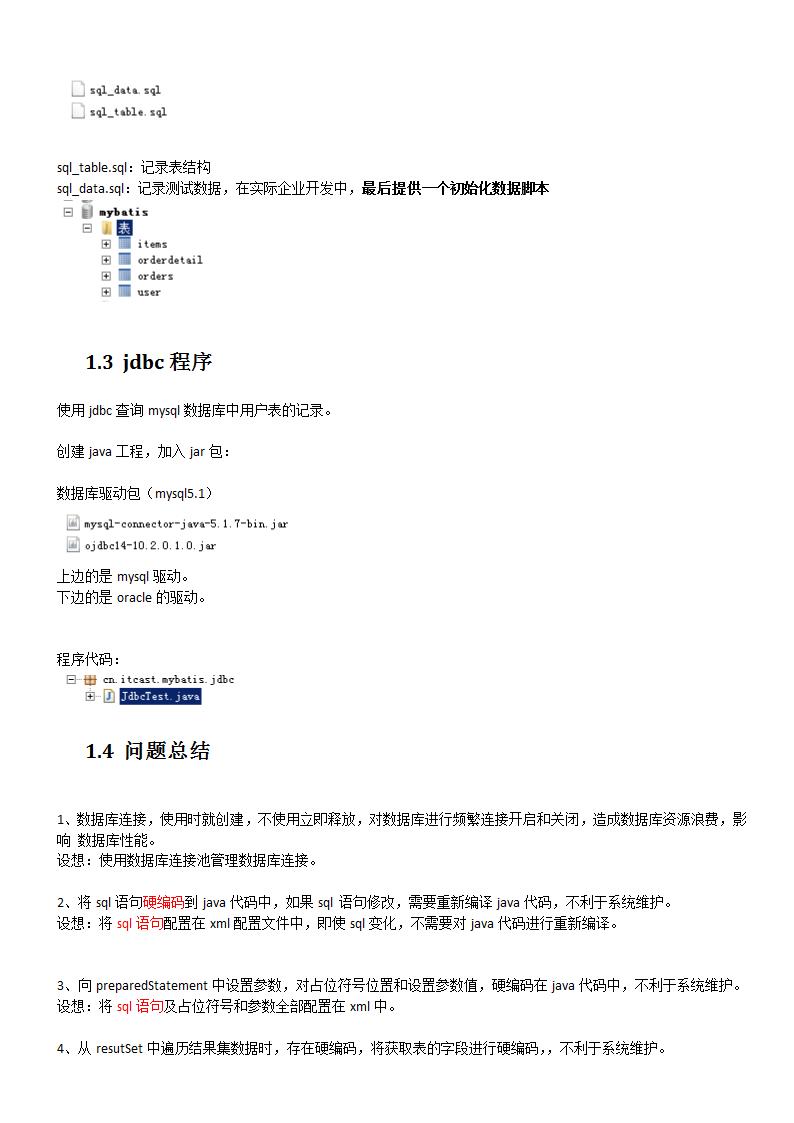 sql_data.sql
sql_table.sql
sql_table.sql：记录表结构
sql_data.sql：记录测试数据，在实际企业开发中，最后提供一个初始化数据脚本
mybatis
表
items
orderdetail
orders
user
1.3 jdbc 程序
使用 jdbc 查询 mysql 数据库中用户表的记录。
创建 java 工程，加入 jar 包：
数据库驱动包（mysql5.1）
mysql-connector-java-5.1.7-bin.jar
ojdbc14-10.2.0.1.0.jar
上边的是 mysql 驱动。
下边的是 oracle 的驱动。
程序代码：
cn.itcast.mybatis.jdbc
JdbcTest.java
1.4 问题总结
1、数据库连接，使用时就创建，不使用立即释放，对数据库进行频繁连接开启和关闭，造成数据库资源浪费，影
响 数据库性能。
设想：使用数据库连接池管理数据库连接。
2、将 sql 语句硬编码到 java 代码中，如果 sql 语句修改，需要重新编译 java 代码，不利于系统维护。
设想：将 sql 语句配置在 xml 配置文件中，即使 sql 变化，不需要对 java 代码进行重新编译。
3、向 preparedStatement 中设置参数，对占位符号位置和设置参数值，硬编码在 java 代码中，不利于系统维护。
设想：将 sql 语句及占位符号和参数全部配置在 xml 中。
4、从 resutSet 中遍历结果集数据时，存在硬编码，将获取表的字段进行硬编码，，不利于系统维护。